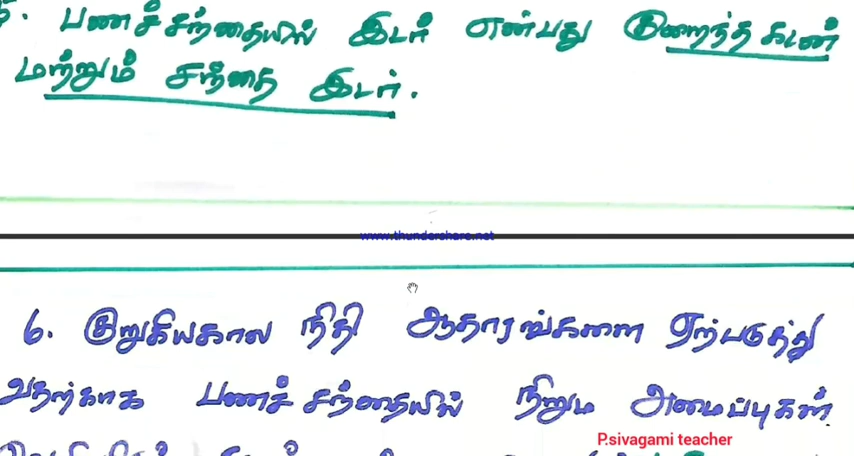 5. பணச் சந்தையில் இடர் என்பது குறைந்த கடன்
மற்றும் சந்தை இடர்.
www.thundershare.net
6. குறுகியகால நிதி ஆதாரங்களை ஏற்படுத்து
வதற்காக பணச் சந்தையில் நிறும அமைப்புகள்
P.sivagami teacher